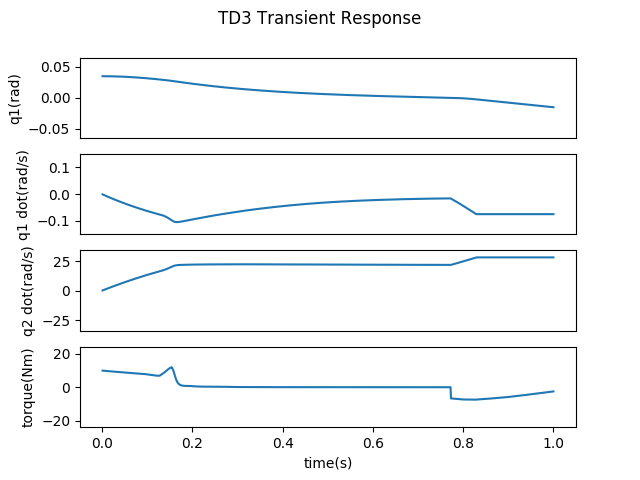 TD3 Transient Response
q1(rad)
0.05
0.00
−0.05
q1 dot(rad/s)
0.1
0.0
−0.1
q2 dot(rad/s)
25
0
−25
torque(Nm)
20
0
−20
0.0 0.2 0.4 0.6 0.8 1.0
time(s)